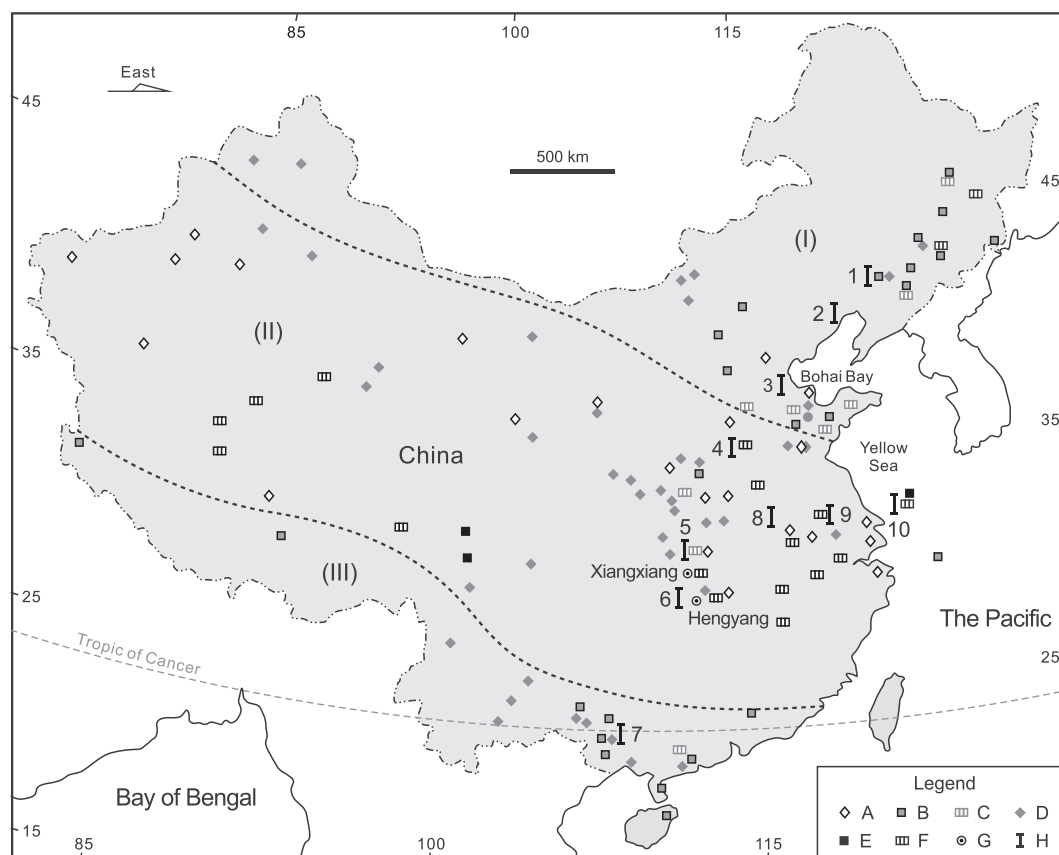 85 100 115
East
45
500 km
45
(I)
1
2
35
(II)
Bohai Bay
3
35
China
4
Yellow
Sea
8 9
5 10
(III)
Xiangxiang
25
6
Hengyang
The Pacific
Tropic of Cancer
25
7
Bay of Bengal
Legend
A B C D
15
E F G H
85 100 115